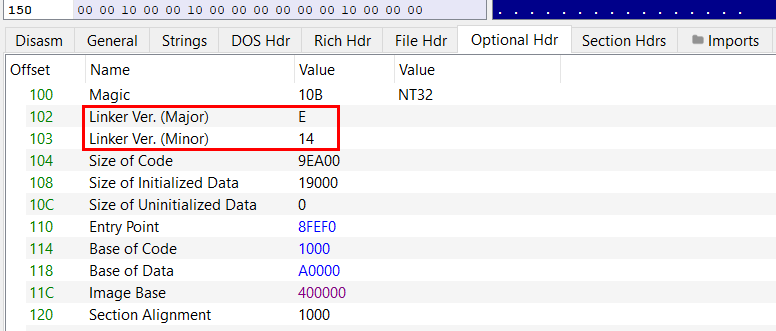 150 00 00 10 00 00 10 00 00 00 00 00 10 00 00 00 . . . . . . . . . . . . . . .
Disasm General Strings DOS Hdr Rich Hdr File Hdr Optional Hdr Section Hdrs Imports
Offset Name Value Value
100 Magic 10B NT32
102 Linker Ver. (Major) E
103 Linker Ver. (Minor) 14
104 Size of Code 9EA00
108 Size of Initialized Data 19000
10C Size of Uninitialized Data 0
110 Entry Point 8FEF0
114 Base of Code 1000
118 Base of Data A0000
11C Image Base 400000
120 Section Alignment 1000